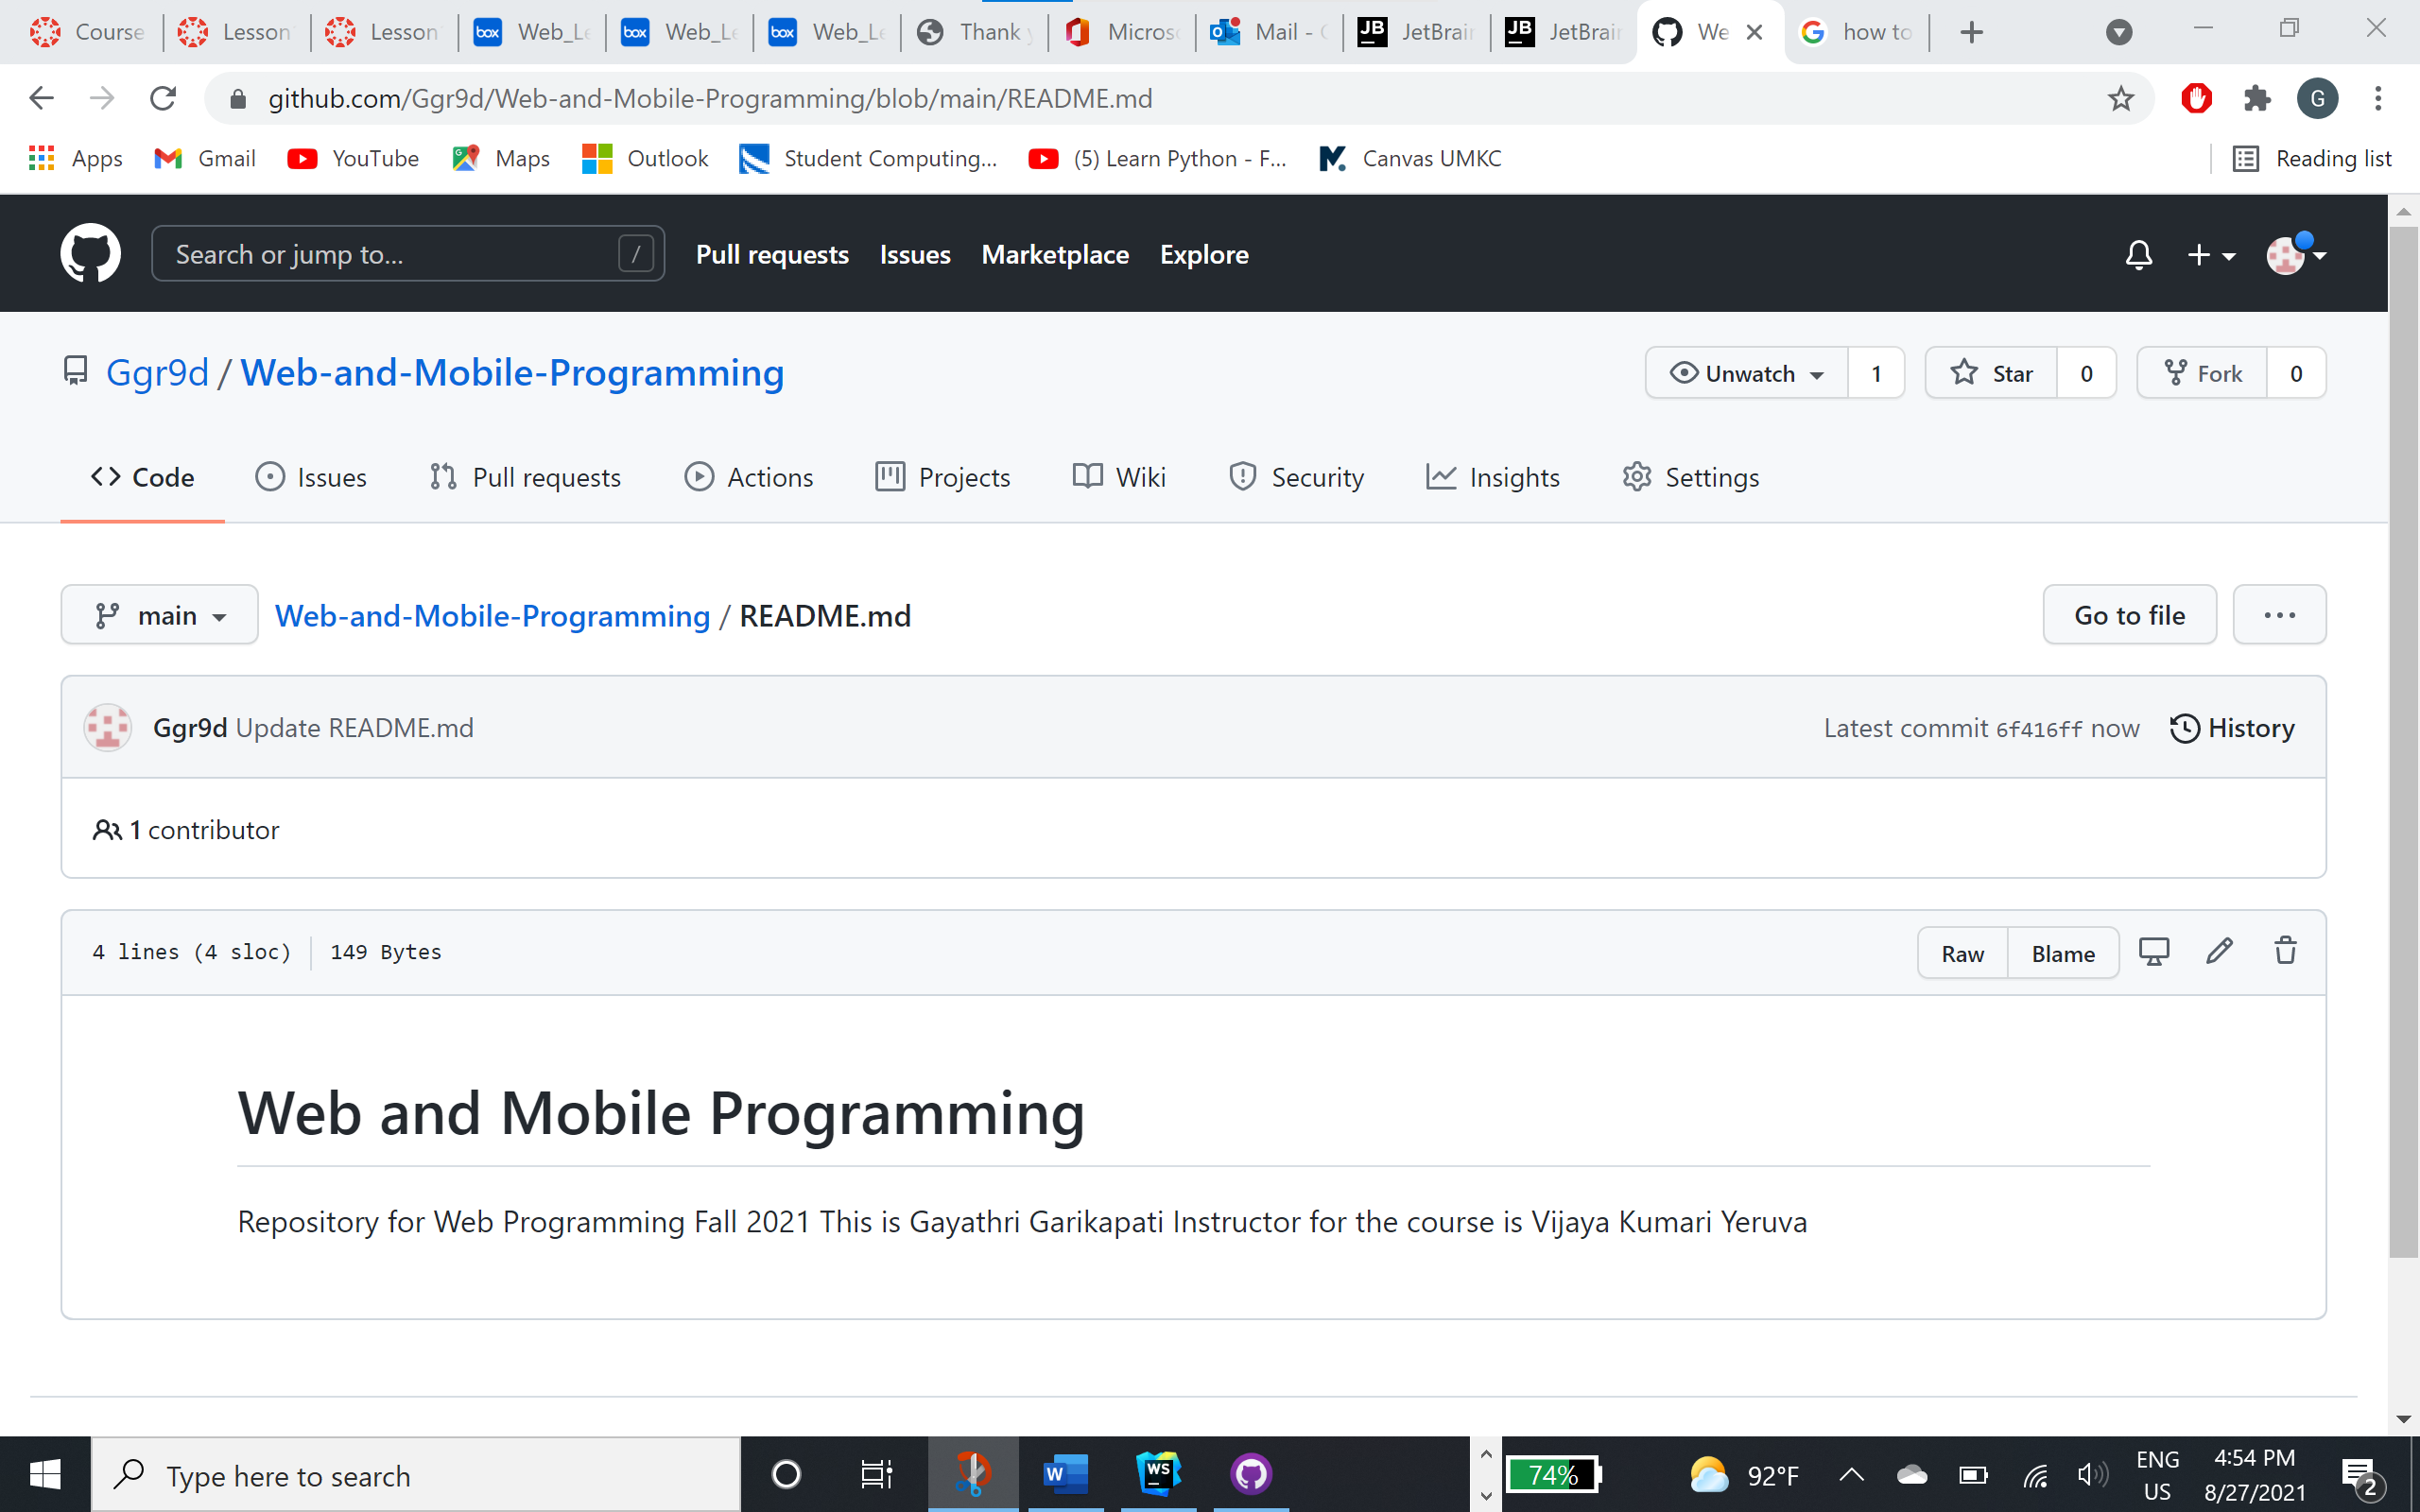 Course Lesson Lesson Web_Le Web_Le Web_Le Thank y Micros Mail - JetBrain JetBrain We how to
github.com/Ggr9d/Web-and-Mobile-Programming/blob/main/README.md G
Apps Gmail YouTube Maps Outlook Student Computing... (5) Learn Python - F... Canvas UMKC Reading list
Search or jump to... / Pull requests Issues Marketplace Explore
Ggr9d / Web-and-Mobile-Programming Unwatch 1 Star 0 Fork 0
Code Issues Pull requests Actions Projects Wiki Security Insights Settings
main Web-and-Mobile-Programming / README.md Go to file ...
Ggr9d Update README.md Latest commit 6f416ff now History
1 contributor
4 lines (4 sloc) 149 Bytes Raw Blame
Web and Mobile Programming
Repository for Web Programming Fall 2021 This is Gayathri Garikapati Instructor for the course is Vijaya Kumari Yeruva
Type here to search 74% 92°F ENG US 4:54 PM 8/27/2021 2